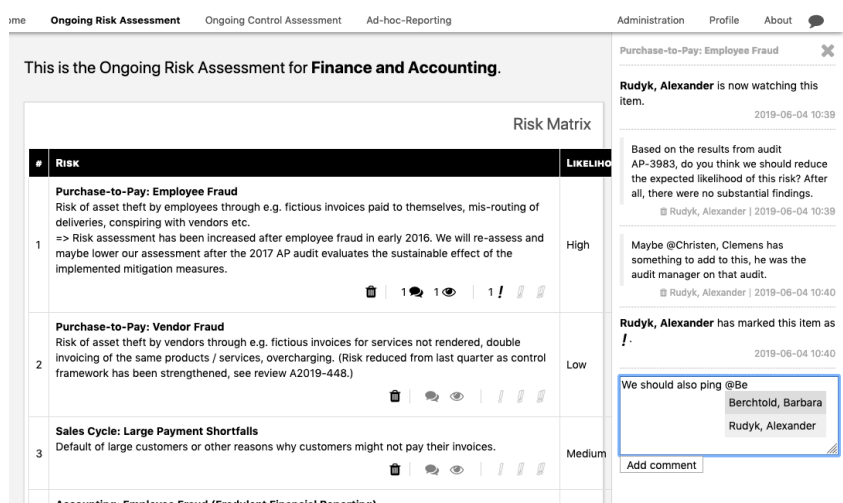 ome Ongoing Risk Assessment Ongoing Control Assessment Ad-hoc-Reporting Administration Profile About
This is the Ongoing Risk Assessment for Finance and Accounting.
Risk Matrix
# RISK LIKELIHO
1
Purchase-to-Pay: Employee Fraud
Risk of asset theft by employees through e.g. fictious invoices paid to themselves, mis-routing of
deliveries, conspiring with vendors etc.
=> Risk assessment has been increased after employee fraud in early 2016. We will re-assess and
maybe lower our assessment after the 2017 AP audit evaluates the sustainable effect of the
implemented mitigation measures.
High
1 1 1 !
2
Purchase-to-Pay: Vendor Fraud
Risk of asset theft by vendors through e.g. fictious invoices for services not rendered, double
invoicing of the same products / services, overcharging. (Risk reduced from last quarter as control
framework has been strengthened, see review A2019-448.)
Low
3
Sales Cycle: Large Payment Shortfalls
Default of large customers or other reasons why customers might not pay their invoices.
Medium
Accounting: Employee Fraud (Fredulent Financial Reporting)
Purchase-to-Pay: Employee Fraud
Rudyk, Alexander is now watching this
item.
2019-06-04 10:39
Based on the results from audit
AP-3983, do you think we should reduce
the expected likelihood of this risk? After
all, there were no substantial findings.
Rudyk, Alexander | 2019-06-04 10:39
Maybe @Christen, Clemens has
something to add to this, he was the
audit manager on that audit.
Rudyk, Alexander | 2019-06-04 10:40
Rudyk, Alexander has marked this item as
! .
2019-06-04 10:40
We should also ping @Be
Berchtold, Barbara
Rudyk, Alexander
Add comment